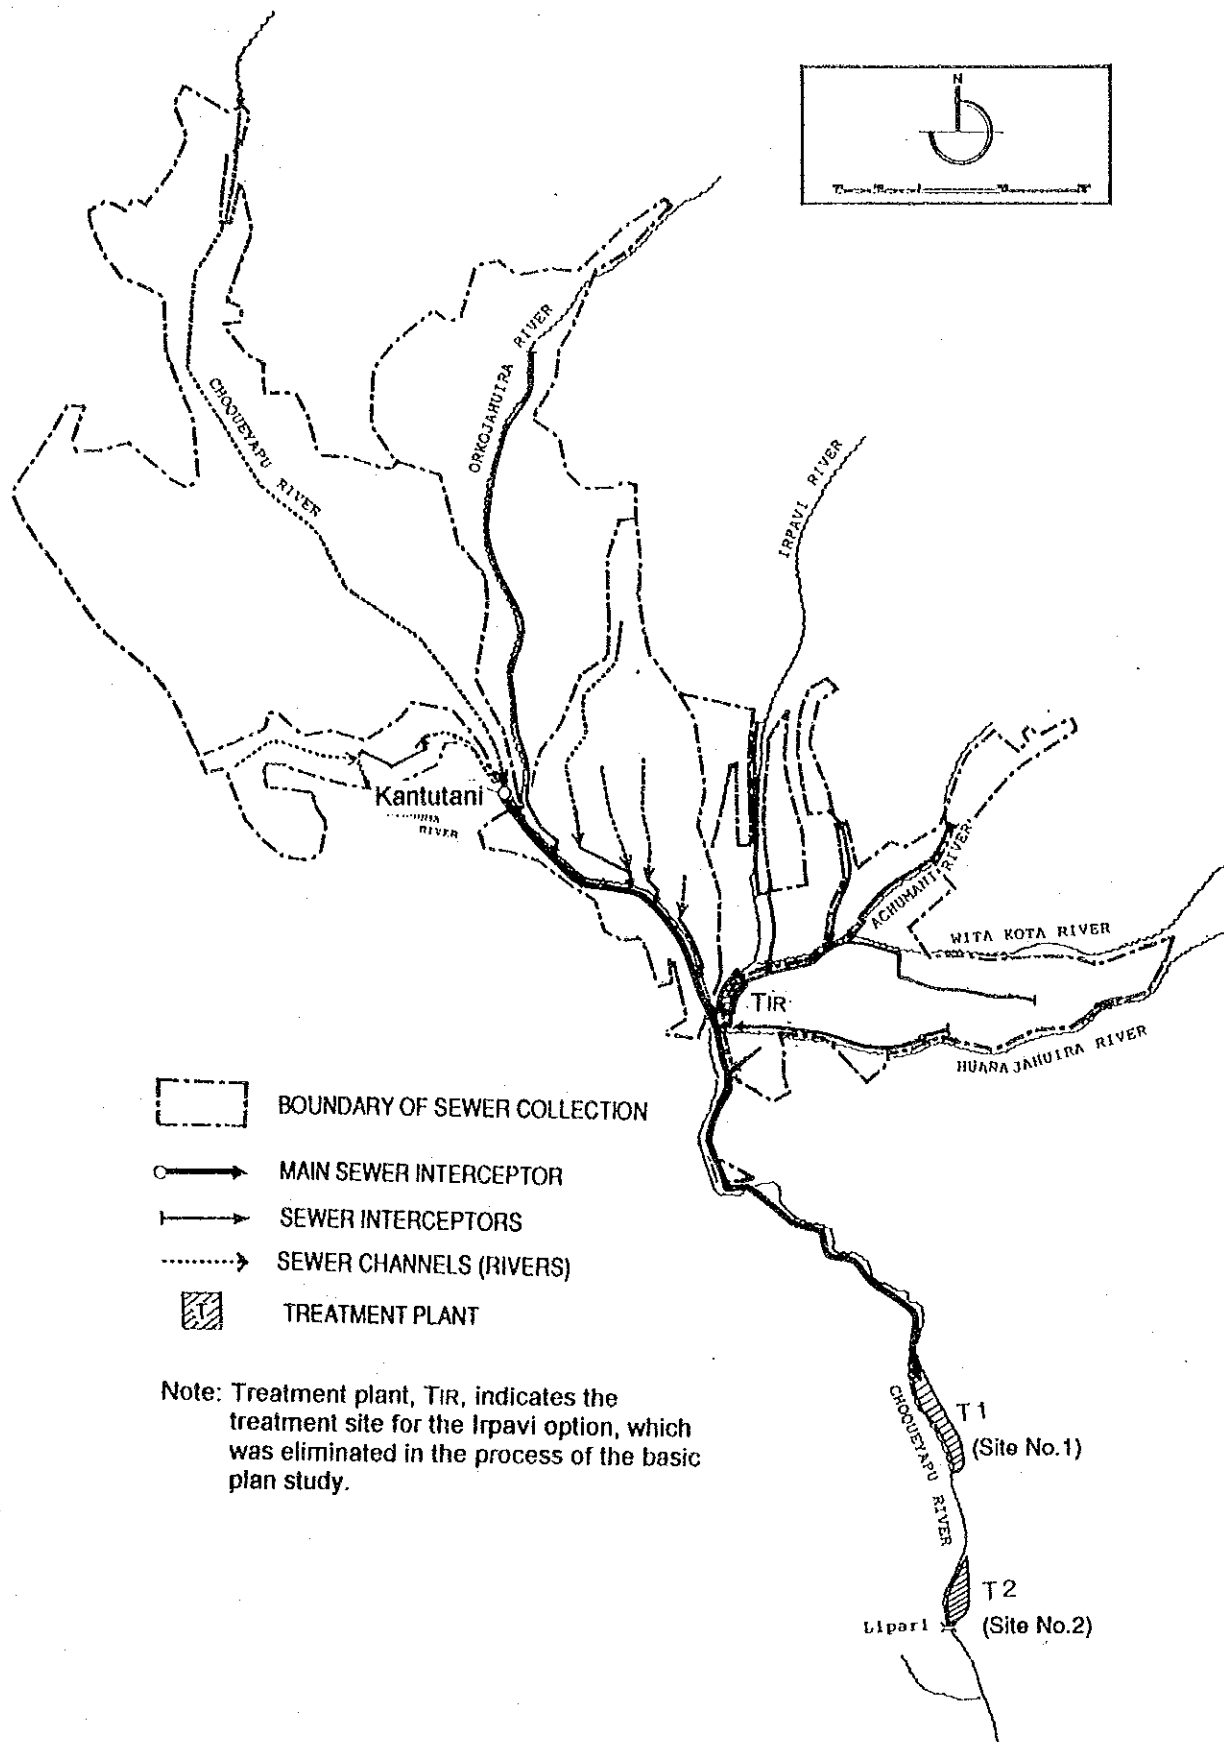 N
CHOQUEYAPU RIVER
ORKOJAHUIRA RIVER
IRPAVI RIVER
Kantutani
RIVER
ACHUMANI RIVER
WITA KOTA RIVER
TIR
HUARAJAHUIRA RIVER
BOUNDARY OF SEWER COLLECTION
MAIN SEWER INTERCEPTOR
SEWER INTERCEPTORS
SEWER CHANNELS (RIVERS)
T
TREATMENT PLANT
Note: Treatment plant, TIR, indicates the
treatment site for the Irpavi option, which
was eliminated in the process of the basic
plan study.
CHOQUEYAPU RIVER
T1
(Site No.1)
T2
(Site No.2)
Lipari